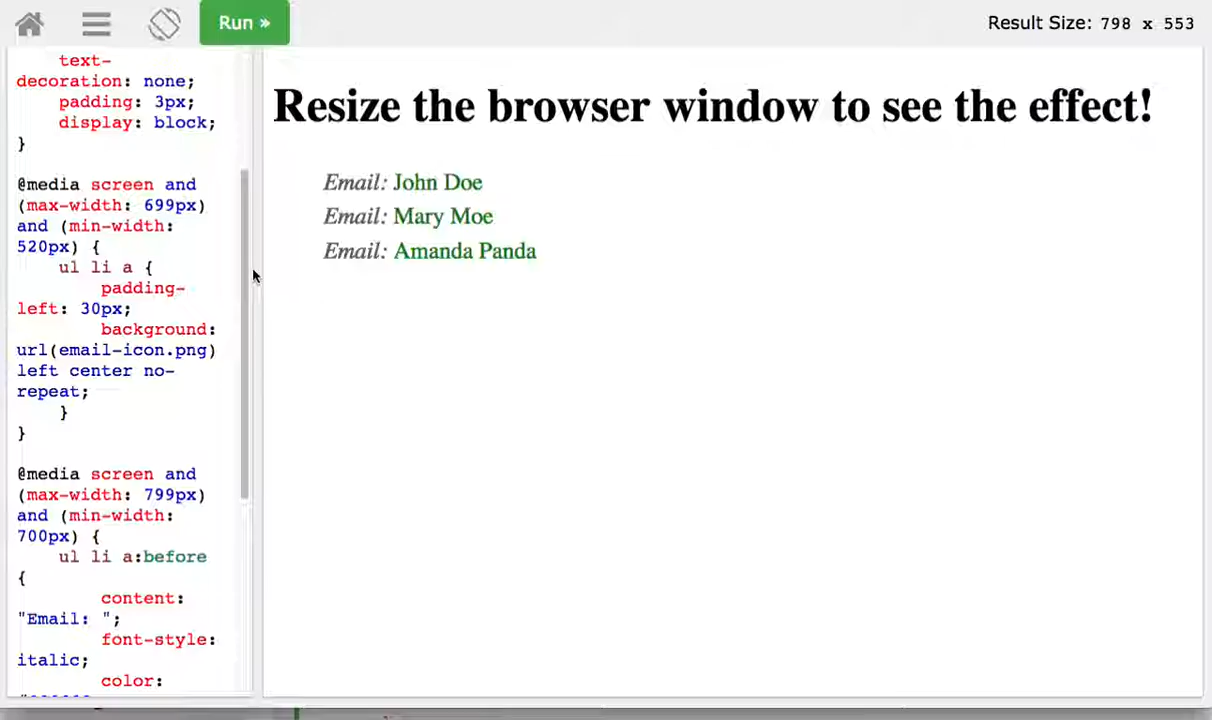 Run »
Result Size: 798 x 553
text-
decoration: none;
padding: 3px;
display: block;
}
@media screen and
(max-width: 699px)
and (min-width:
520px) {
ul li a {
padding-
left: 30px;
background:
url(email-icon.png)
left center no-
repeat;
}
}
@media screen and
(max-width: 799px)
and (min-width:
700px) {
ul li a:before
{
content:
"Email: ";
font-style:
italic;
color:
Resize the browser window to see the effect!
Email: John Doe
Email: Mary Moe
Email: Amanda Panda